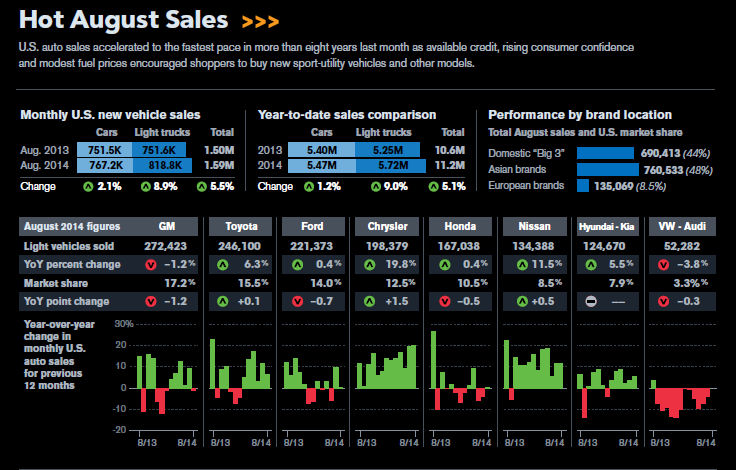 Hot August Sales >>>
U.S. auto sales accelerated to the fastest pace in more than eight years last month as available credit, rising consumer confidence
and modest fuel prices encouraged shoppers to buy new sport-utility vehicles and other models.
Monthly U.S. new vehicle sales
Cars Light trucks Total
Aug. 2013 751.5K 751.6K 1.50M
Aug. 2014 767.2K 818.8K 1.59M
Change 2.1% 8.9% 5.5%
Year-to-date sales comparison
Cars Light trucks Total
2013 5.40M 5.25M 10.6M
2014 5.47M 5.72M 11.2M
Change 1.2% 9.0% 5.1%
Performance by brand location
Total August sales and U.S. market share
Domestic “Big 3” 690,413 (44%)
Asian brands 760,533 (48%)
European brands 135,069 (8.5%)
August 2014 figures GM Toyota Ford Chrysler Honda Nissan Hyundai - Kia VW - Audi
Light vehicles sold 272,423 246,100 221,373 198,379 167,038 134,388 124,670 52,282
YoY percent change –1.2% 6.3% 0.4% 19.8% 0.4% 11.5% 5.5% –3.8%
Market share 17.2% 15.5% 14.0% 12.5% 10.5% 8.5% 7.9% 3.3%
YoY point change –1.2 +0.1 –0.7 +1.5 –0.5 +0.5 –– –0.3
Year-over-year
change in
monthly U.S.
auto sales
for previous
12 months
30%
20
10
0
-10
-20
8/13 8/14 8/13 8/14 8/13 8/14 8/13 8/14 8/13 8/14 8/13 8/14 8/13 8/14 8/13 8/14